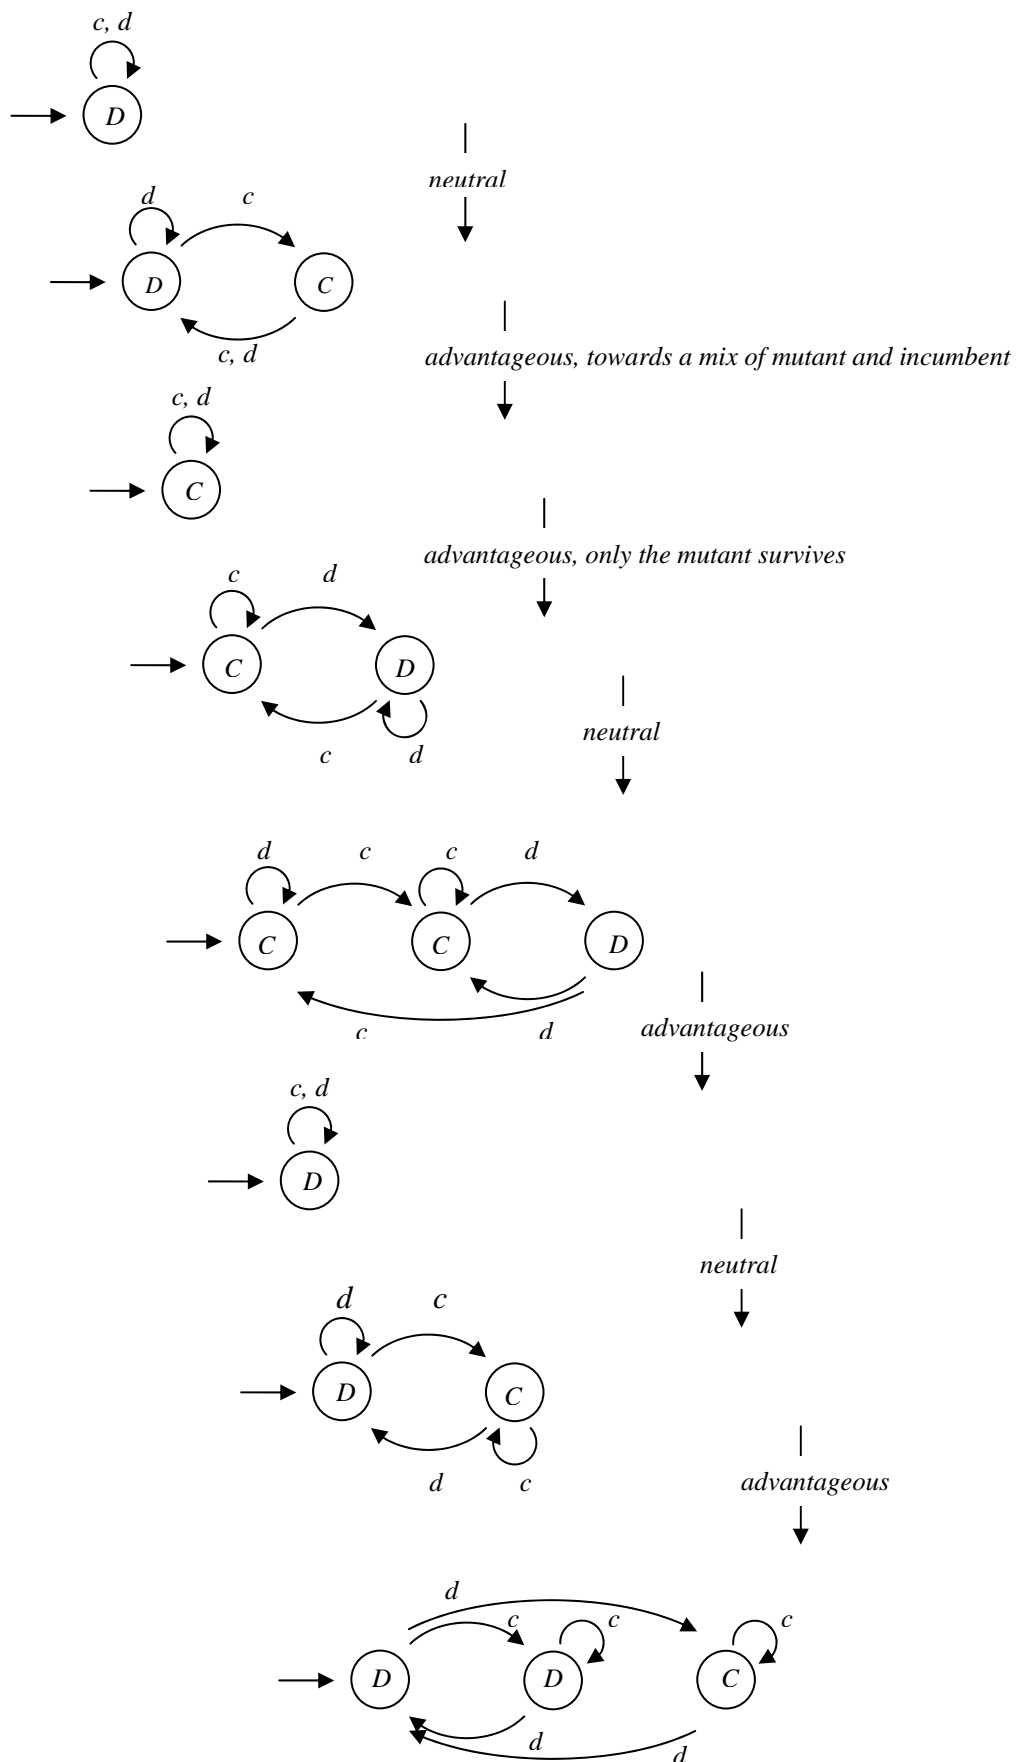 c, d
D
neutral
d c
D C
c, d
advantageous, towards a mix of mutant and incumbent
c, d
C
advantageous, only the mutant survives
c d
C D
c d
neutral
d c c d
C C D
c d
advantageous
c, d
D
neutral
d c
D C
d c
advantageous
d
c c c
D D C
d
d